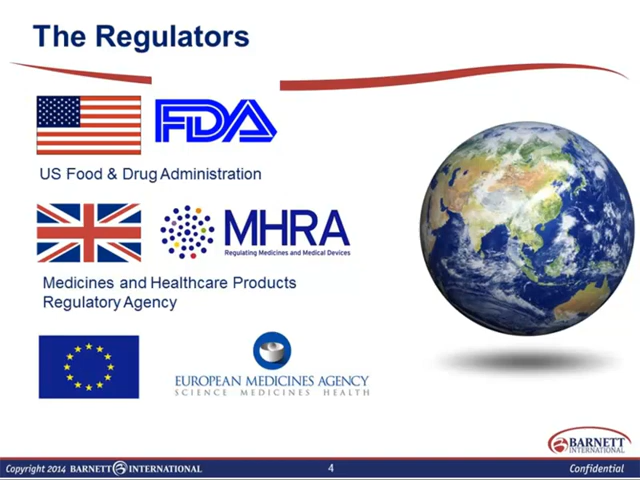 The Regulators
FDA
US Food & Drug Administration
MHRA
Regulating Medicines and Medical Devices
Medicines and Healthcare Products
Regulatory Agency
EUROPEAN MEDICINES AGENCY
SCIENCE MEDICINES HEALTH
BARNETT
INTERNATIONAL
Copyright 2014 BARNETT INTERNATIONAL
4
Confidential